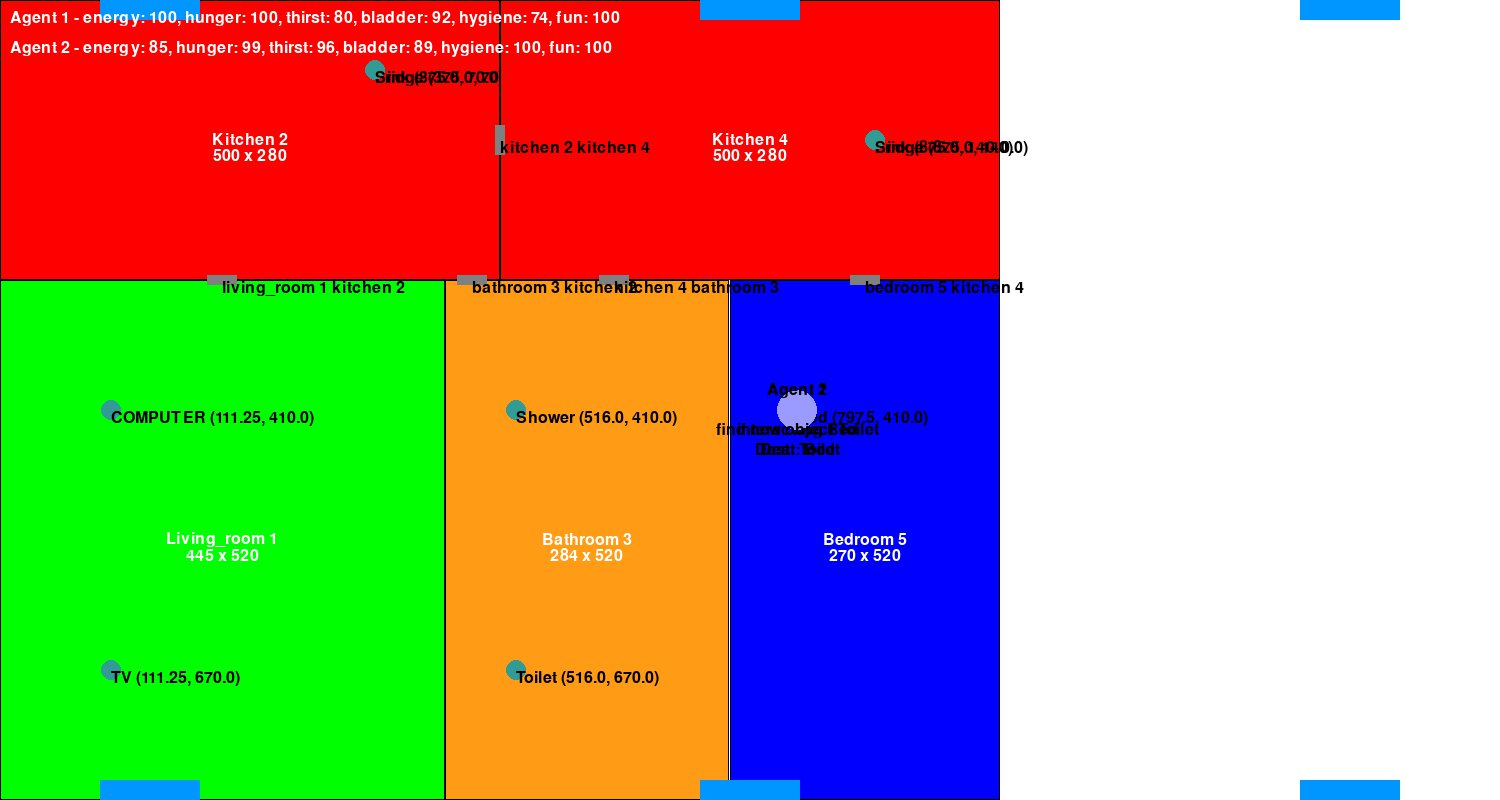 Agent 1 - energy: 100, hunger: 100, thirst: 80, bladder: 92, hygiene: 74, fun: 100
Agent 2 - energy: 85, hunger: 99, thirst: 96, bladder: 89, hygiene: 100, fun: 100
Kitchen 2
500 x 280
kitchen 2 kitchen 4
Kitchen 4
500 x 280
living_room 1 kitchen 2
bathroom 3 kitchen 2
kitchen 4 bathroom 3
bedroom 5 kitchen 4
Agent 2
COMPUTER (111.25, 410.0)
Shower (516.0, 410.0)
(797.5, 410.0)
Living_room 1
445 x 520
Bathroom 3
284 x 520
Bedroom 5
270 x 520
TV (111.25, 670.0)
Toilet (516.0, 670.0)